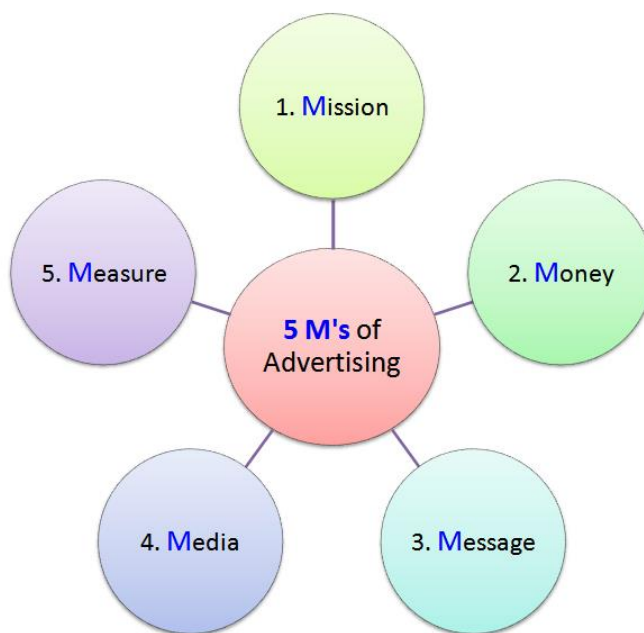 1. Mission
2. Money
3. Message
4. Media
5. Measure
5 M's of
Advertising